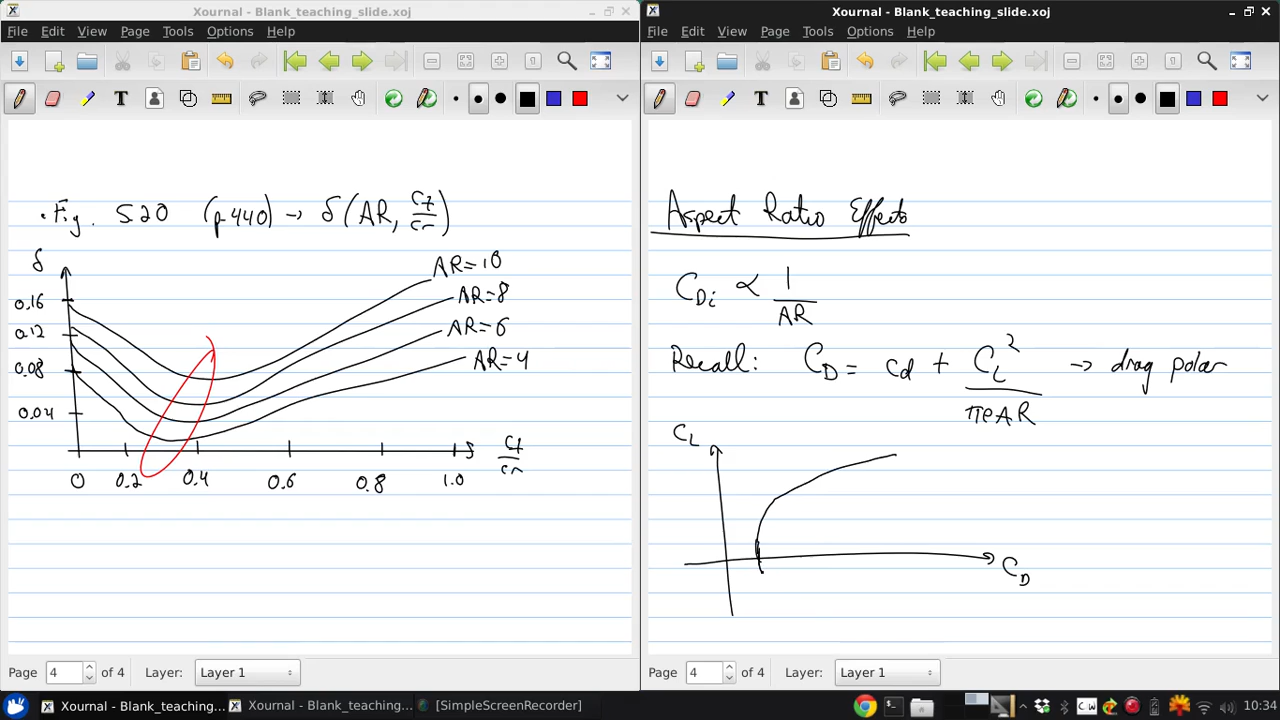 Xournal - Blank_teaching_slide.xoj
File Edit View Page Tools Options Help
. Fig. 5.20 (p 440) → δ(AR, ct/cr)
δ
0.16
0.12
0.08
0.04
AR=10
AR=8
AR=6
AR=4
0 0.2 0.4 0.6 0.8 1.0
ct/cr
Page 4 of 4 Layer: Layer 1
Xournal - Blank_teaching_slide.xoj
File Edit View Page Tools Options Help
Aspect Ratio Effects
CDi ∝ 1/AR
Recall: CD = cd + CL²/πeAR → drag polar
CL
CD
Page 4 of 4 Layer: Layer 1
Xournal - Blank_teaching_... Xournal - Blank_teaching_... [SimpleScreenRecorder] 10:34